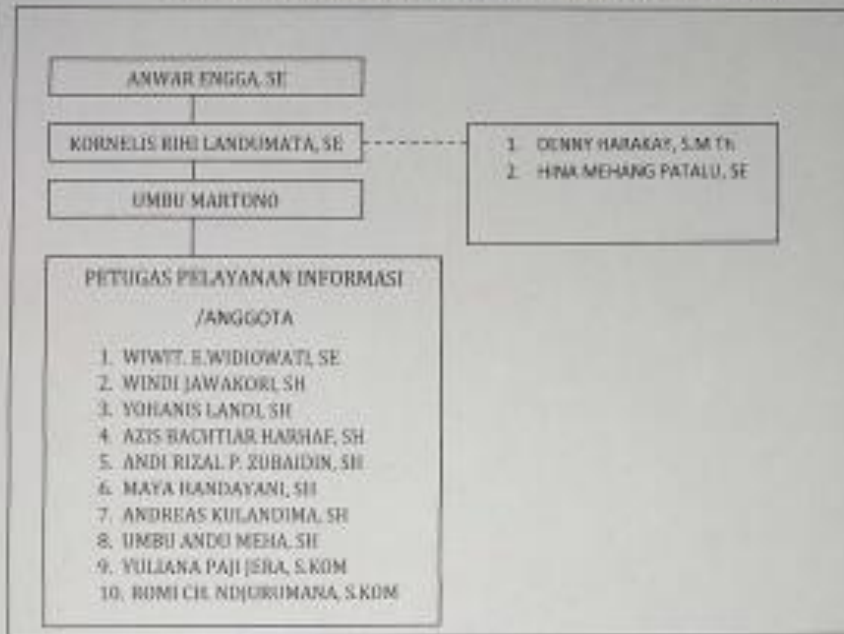 ANWAR ENGGA, SE
KORNELIS RIHI LANDUMATA, SE
1. DENNY HARAKAY, S.M.Th
2. HINA MEHANG PATALU, SE
UMBU MARTONO
PETUGAS PELAYANAN INFORMASI
/ANGGOTA
1. WIWIT. E.WIDIOWATI, SE
2. WINDI JAWAKORI, SH
3. YOHANIS LANDI, SH
4. AZIS BACHTIAR HARHAF, SH
5. ANDI RIZAL P. ZUBAIDIN, SH
6. MAYA HANDAYANI, SH
7. ANDREAS KULANDIMA, SH
8. UMBU ANDU MEHA, SH
9. YULIANA PAJI JERA, S.KOM
10. ROMI CH. NDJURUMANA, S.KOM